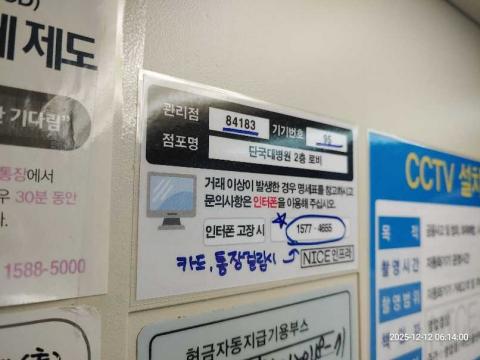 체제도
기다림"
통장에서
우 30분 동안
1588-5000
관리점 84183 기기번호 95
점포명 단국대병원 2층 로비
거래 이상이 발생한 경우 명세표를 참고하시고
문의사항은 인터폰을 이용해 주십시오.
인터폰 고장 시 ☆ 1577-4655
카드, 통장걸림시 → NICE인프라
현금자동지급기용부스
CCTV 설치
목 적
촬영시간
촬영범위
2025-12-12 06:14:00